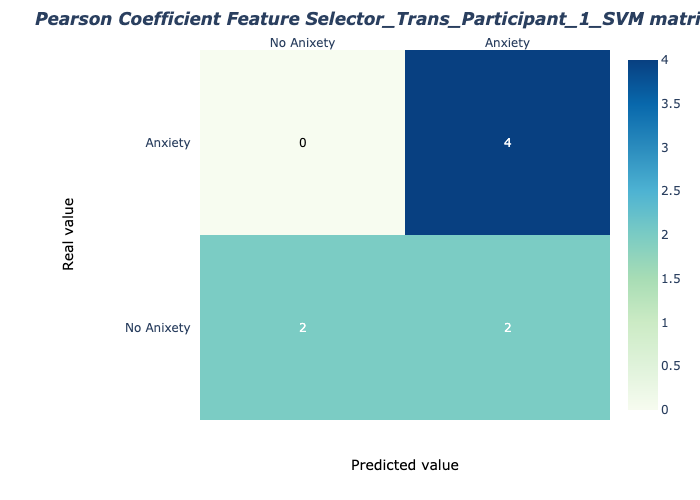 Pearson Coefficient Feature Selector_Trans_Participant_1_SVM matri
No Anixety Anxiety
4
3.5
3
2.5
2
1.5
1
0.5
0
Anxiety 0 4
Real value
No Anixety 2 2
Predicted value